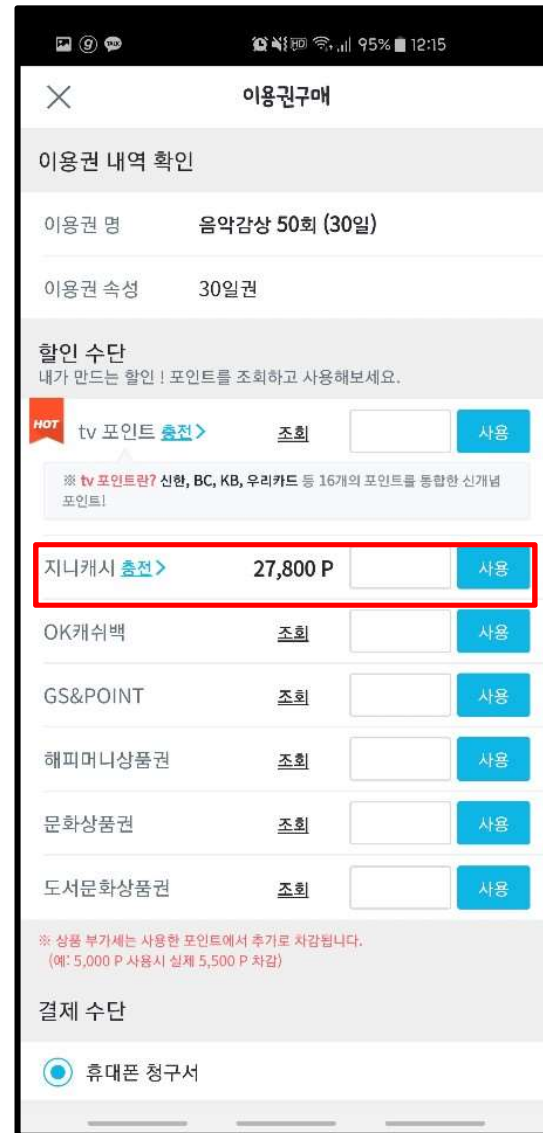 TALK HD 95% 12:15
이용권구매
이용권 내역 확인
이용권 명 음악감상 50회 (30일)
이용권 속성 30일권
할인 수단
내가 만드는 할인 ! 포인트를 조회하고 사용해보세요.
HOT tv 포인트 충전> 조회 사용
※ tv 포인트란? 신한, BC, KB, 우리카드 등 16개의 포인트를 통합한 신개념
포인트!
지니캐시 충전> 27,800 P 사용
OK캐쉬백 조회 사용
GS&POINT 조회 사용
해피머니상품권 조회 사용
문화상품권 조회 사용
도서문화상품권 조회 사용
※ 상품 부가세는 사용한 포인트에서 추가로 차감됩니다.
(예: 5,000 P 사용시 실제 5,500 P 차감)
결제 수단
휴대폰 청구서